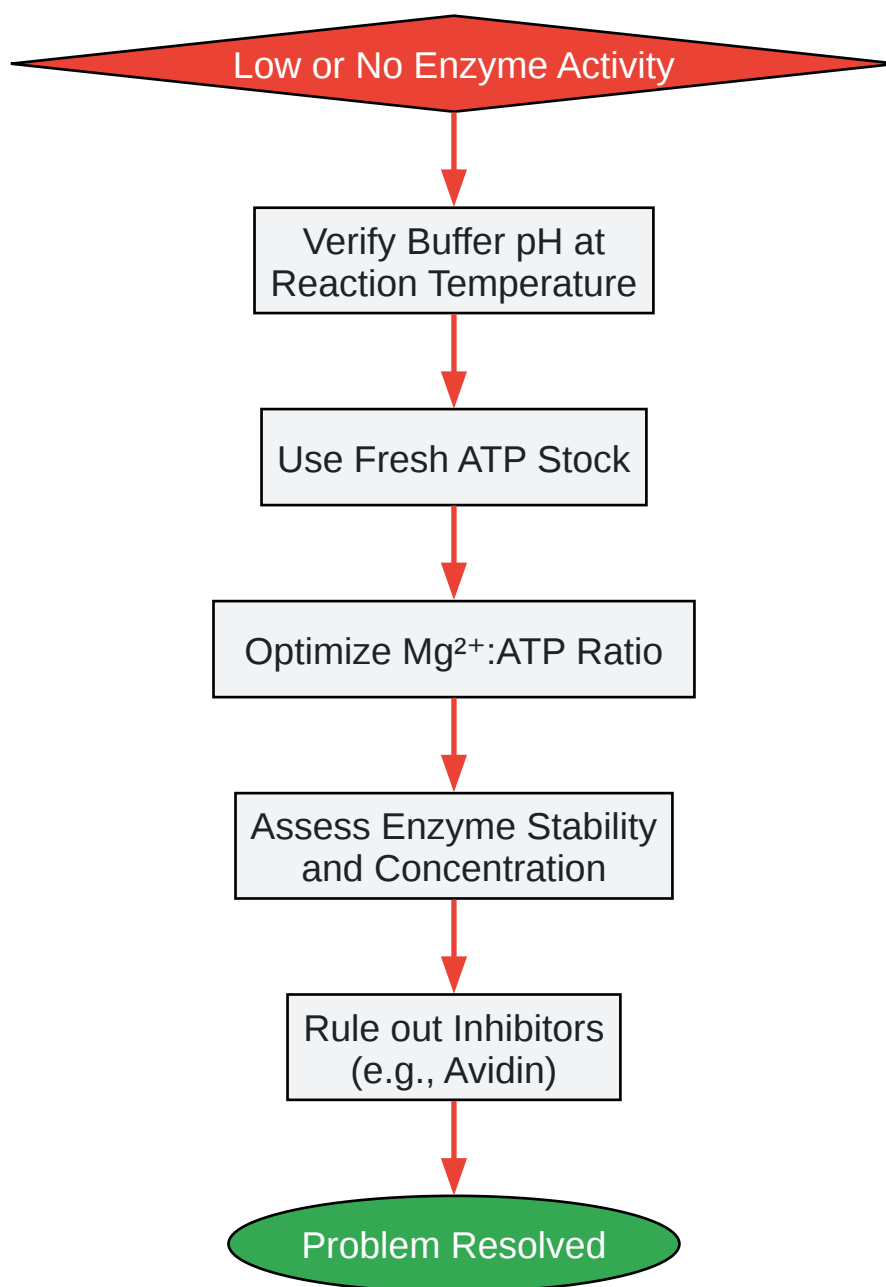 Low or No Enzyme Activity
Verify Buffer pH at
Reaction Temperature
Use Fresh ATP Stock
Optimize Mg²⁺:ATP Ratio
Assess Enzyme Stability
and Concentration
Rule out Inhibitors
(e.g., Avidin)
Problem Resolved